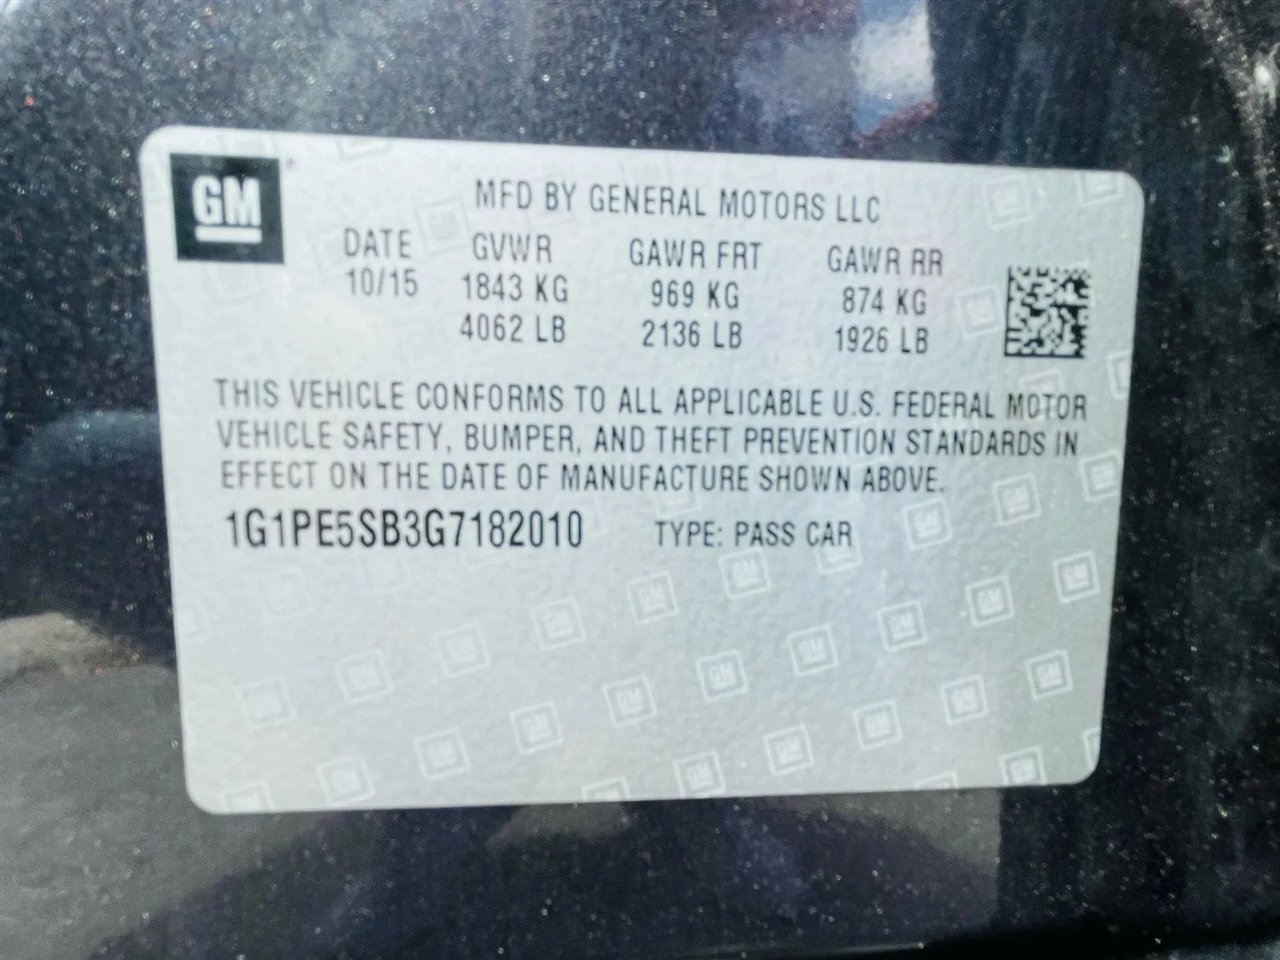 GM
MFD BY GENERAL MOTORS LLC
DATE GVWR GAWR FRT GAWR RR
10/15 1843 KG 969 KG 874 KG
4062 LB 2136 LB 1926 LB
THIS VEHICLE CONFORMS TO ALL APPLICABLE U.S. FEDERAL MOTOR
VEHICLE SAFETY, BUMPER, AND THEFT PREVENTION STANDARDS IN
EFFECT ON THE DATE OF MANUFACTURE SHOWN ABOVE.
1G1PE5SB3G7182010 TYPE: PASS CAR